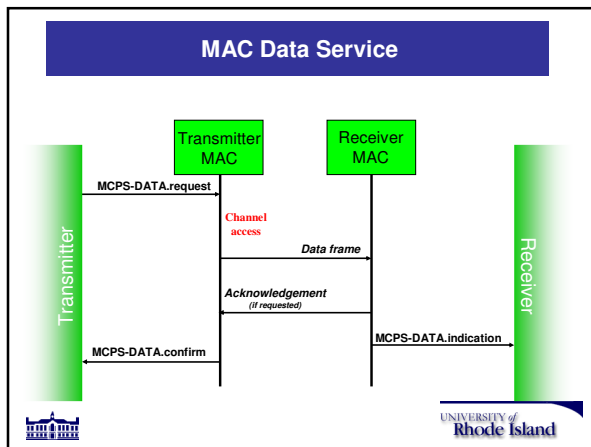 MAC Data Service
Transmitter
MAC
Receiver
MAC
MCPS-DATA.request
Channel
access
Data frame
Transmitter
Receiver
Acknowledgement
(if requested)
MCPS-DATA.indication
MCPS-DATA.confirm
UNIVERSITY of
Rhode Island